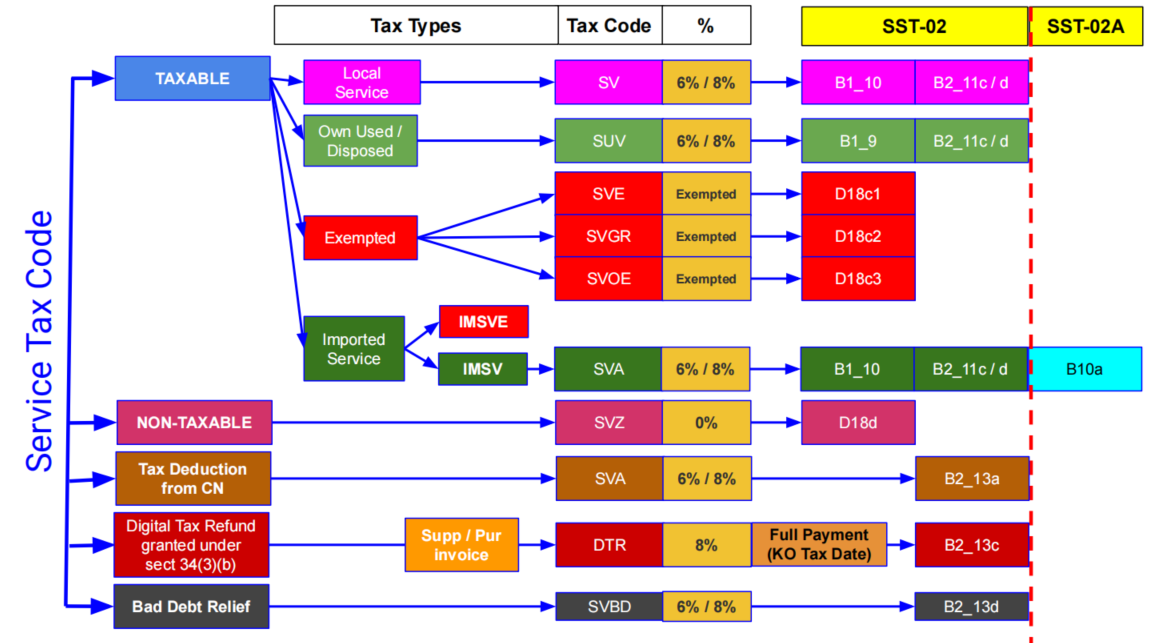 Tax Types Tax Code % SST-02 SST-02A
Service Tax Code
TAXABLE
Local
Service
SV 6% / 8% B1_10 B2_11c / d
Own Used /
Disposed
SUV 6% / 8% B1_9 B2_11c / d
Exempted
SVE Exempted D18c1
SVGR Exempted D18c2
SVOE Exempted D18c3
Imported
Service
IMSVE
IMSV SVA 6% / 8% B1_10 B2_11c / d B10a
NON-TAXABLE SVZ 0% D18d
Tax Deduction
from CN
SVA 6% / 8% B2_13a
Digital Tax Refund
granted under
sect 34(3)(b)
Supp / Pur
invoice
DTR 8%
Full Payment
(KO Tax Date)
B2_13c
Bad Debt Relief SVBD 6% / 8% B2_13d